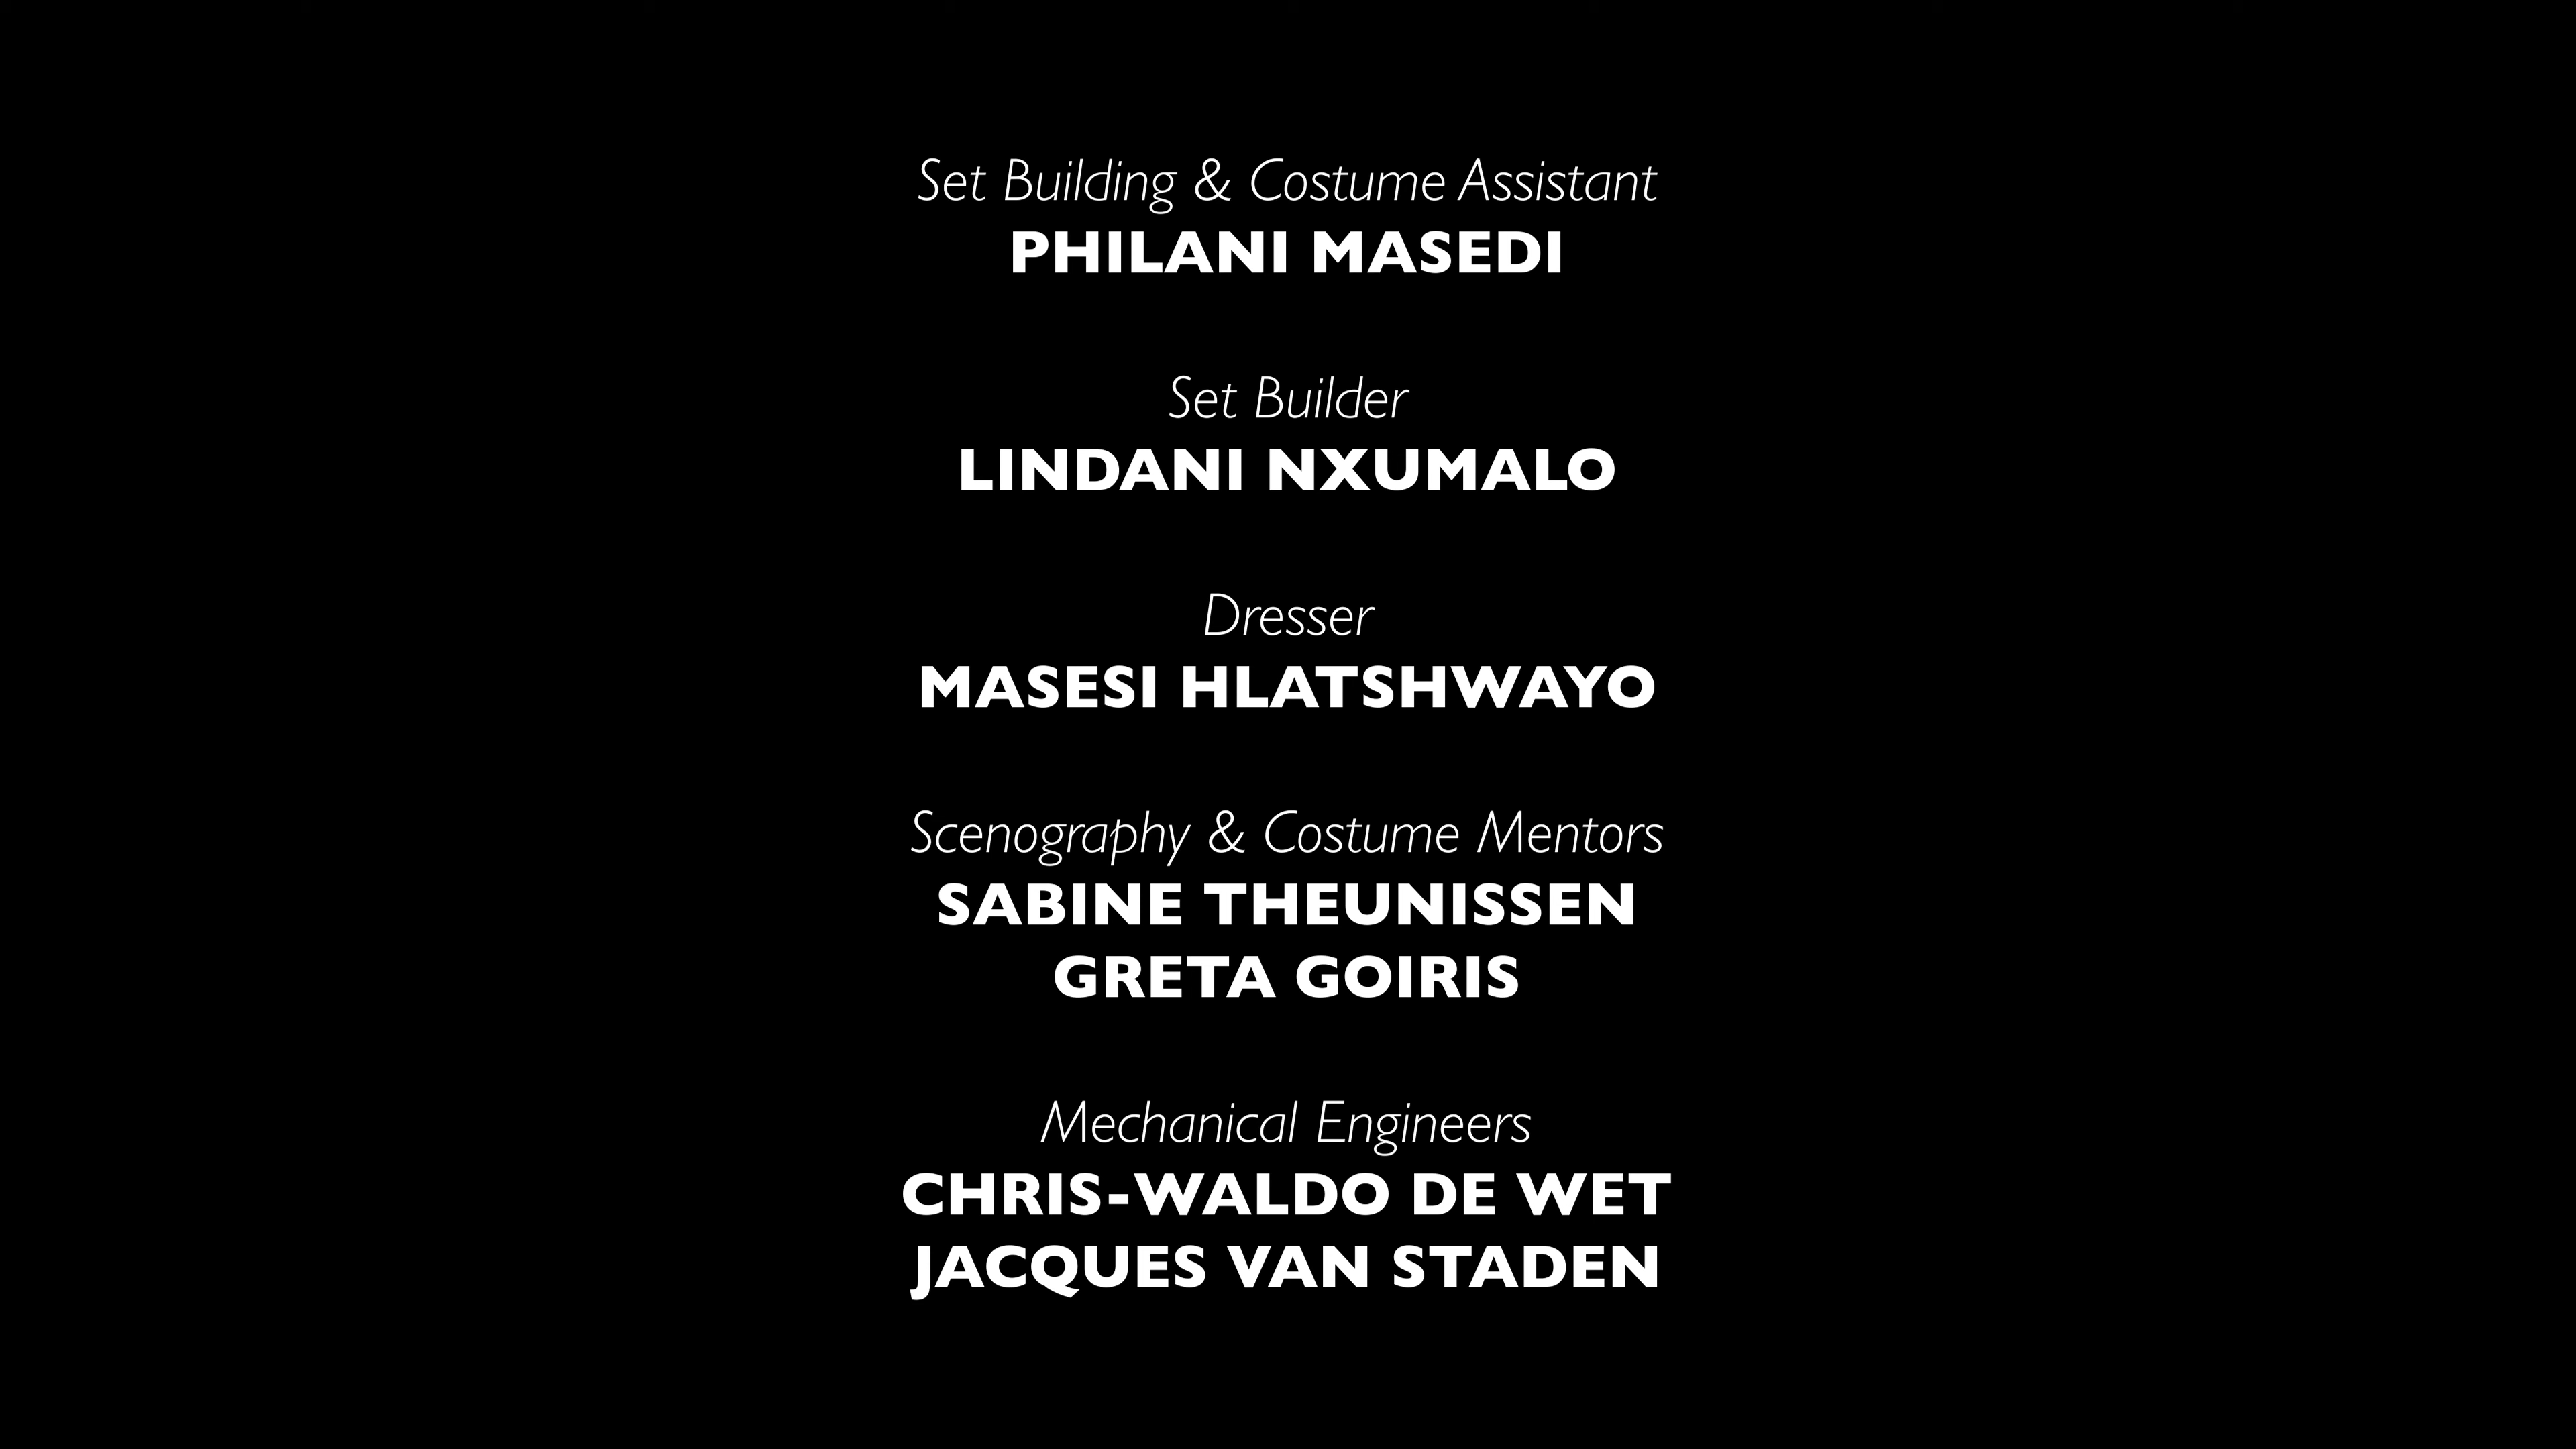 Set Building & Costume Assistant
PHILANI MASEDI
Set Builder
LINDANI NXUMALO
Dresser
MASESI HLATSHWAYO
Scenography & Costume Mentors
SABINE THEUNISSEN
GRETA GOIRIS
Mechanical Engineers
CHRIS-WALDO DE WET
JACQUES VAN STADEN